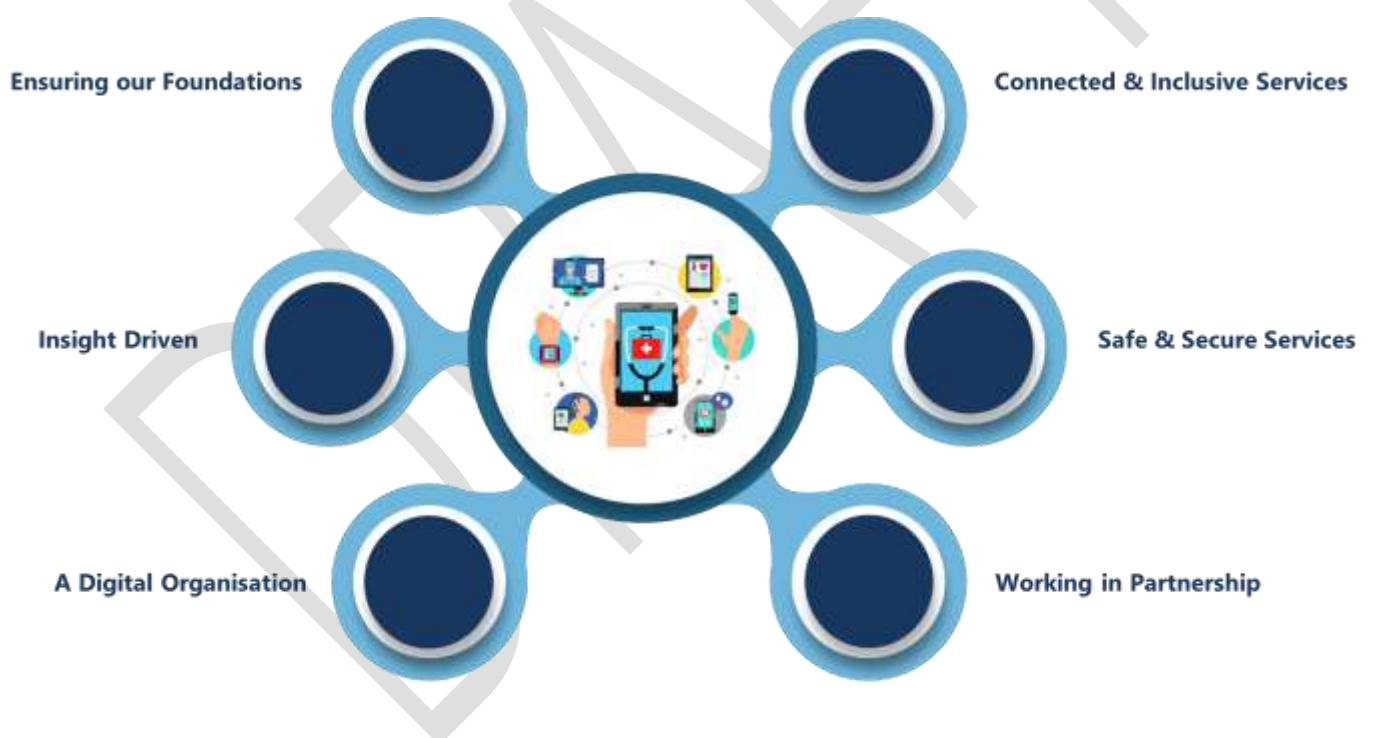 Ensuring our Foundations
Connected & Inclusive Services
Insight Driven
Safe & Secure Services
A Digital Organisation
Working in Partnership